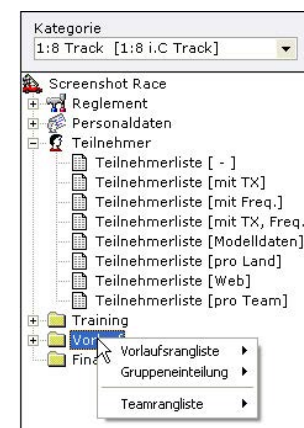 Kategorie
1:8 Track [1:8 i.C Track]
Screenshot Race
Reglement
Personaldaten
Teilnehmer
Teilnehmerliste [ - ]
Teilnehmerliste [mit TX]
Teilnehmerliste [mit Freq.]
Teilnehmerliste [mit TX, Freq.
Teilnehmerliste [Modelldaten]
Teilnehmerliste [pro Land]
Teilnehmerliste [Web]
Teilnehmerliste [pro Team]
Training
Vorlaufsrangliste
Gruppeneinteilung
Teamrangliste